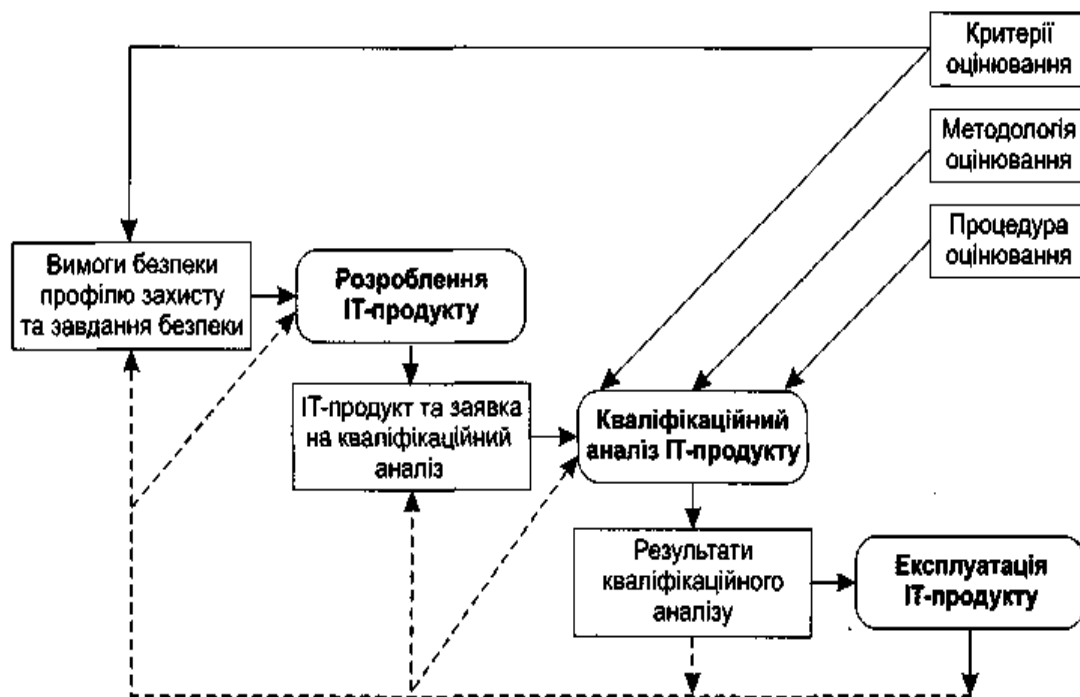 Критерії
оцінювання
Методологія
оцінювання
Процедура
оцінювання
Вимоги безпеки
профілю захисту
та завдання безпеки
Розроблення
ІТ-продукту
ІТ-продукт та заявка
на кваліфікаційний
аналіз
Кваліфікаційний
аналіз ІТ-продукту
Результати
кваліфікаційного
аналізу
Експлуатація
ІТ-продукту